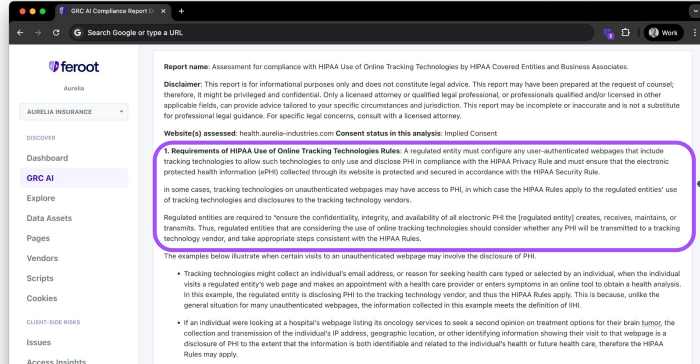 GRC AI Compliance Report D
Search Google or type a URL
Work
feroot
Aurelia
AURELIA INSURANCE
DISCOVER
Dashboard
GRC AI
Explore
Data Assets
Pages
Vendors
Scripts
Cookies
CLIENT-SIDE RISKS
Issues
Access Insights
Report name: Assessment for compliance with HIPAA Use of Online Tracking Technologies by HIPAA Covered Entities and Business Associates.
Disclaimer: This report is for informational purposes only and does not constitute legal advice. This report may have been prepared at the request of counsel;
therefore, it might be privileged and confidential. Only a licensed attorney or qualified legal professional, or professionals qualified and/or licensed in other
applicable fields, can provide advice tailored to your specific circumstances and jurisdiction. This report may be incomplete or inaccurate and is not a substitute
for professional legal guidance. For specific legal concerns, consult with a licensed attorney.
Website(s) assessed: health.aurelia-industries.com Consent status in this analysis: Implied Consent
1. Requirements of HIPAA Use of Online Tracking Technologies Rules: A regulated entity must configure any user-authenticated webpages that include
tracking technologies to allow such technologies to only use and disclose PHI in compliance with the HIPAA Privacy Rule and must ensure that the electronic
protected health information (ePHI) collected through its website is protected and secured in accordance with the HIPAA Security Rule.
in some cases, tracking technologies on unauthenticated webpages may have access to PHI, in which case the HIPAA Rules apply to the regulated entities' use
of tracking technologies and disclosures to the tracking technology vendors.
Regulated entities are required to "ensure the confidentiality, integrity, and availability of all electronic PHI the [regulated entity] creates, receives, maintains, or
transmits. Thus, regulated entities that are considering the use of online tracking technologies should consider whether any PHI will be transmitted to a tracking
technology vendor, and take appropriate steps consistent with the HIPAA Rules.
The examples below illustrate when certain visits to an unauthenticated webpage may involve the disclosure of PHI.
• Tracking technologies might collect an individual's email address, or reason for seeking health care typed or selected by an individual, when the individual
visits a regulated entity's web page and makes an appointment with a health care provider or enters symptoms in an online tool to obtain a health analysis.
In this example, the regulated entity is disclosing PHI to the tracking technology vendor, and thus the HIPAA Rules apply. This is because, unlike the
general situation for many unauthenticated webpages, the information collected in this example meets the definition of IIHI.
• If an individual were looking at a hospital's webpage listing its oncology services to seek a second opinion on treatment options for their brain tumor, the
collection and transmission of the individual's IP address, geographic location, or other identifying information showing their visit to that webpage is a
disclosure of PHI to the extent that the information is both identifiable and related to the individual's health or future health care, therefore the HIPAA
Rules may apply.